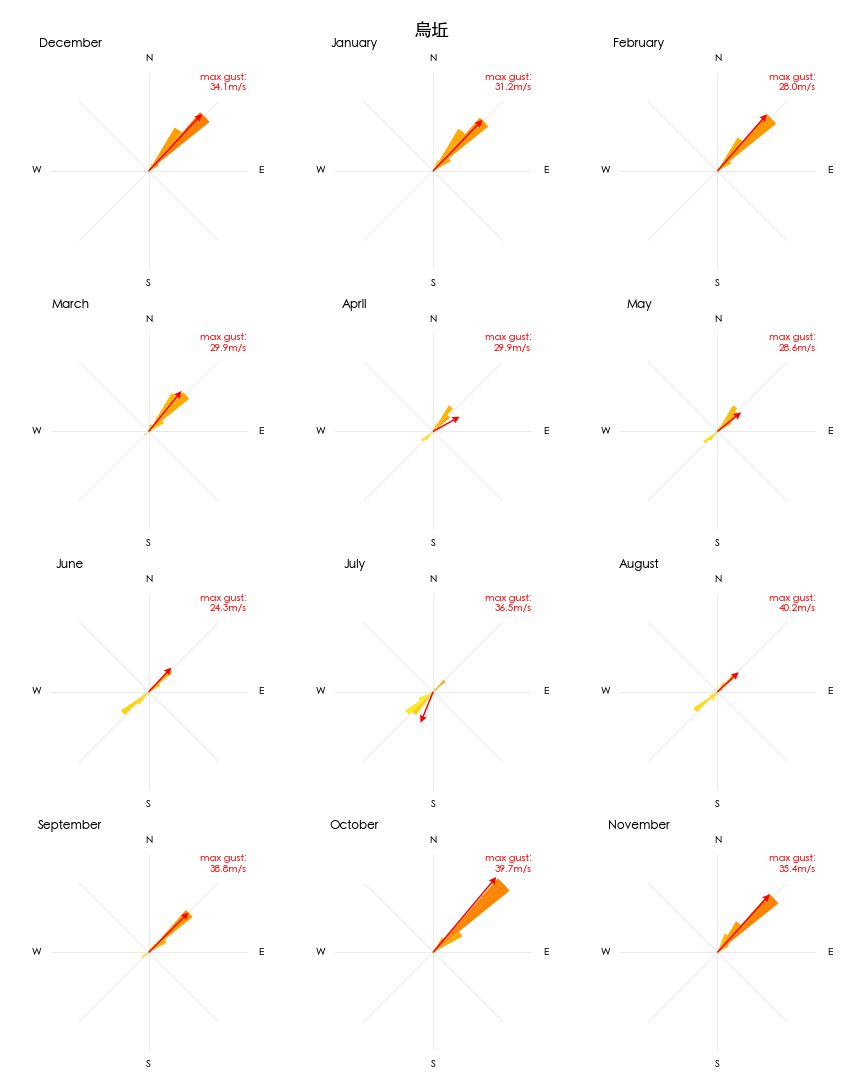 烏坵
December
N
max gust:
34.1m/s
W
E
S
January
N
max gust:
31.2m/s
W
E
S
February
N
max gust:
28.0m/s
W
E
S
March
N
max gust:
29.9m/s
W
E
S
April
N
max gust:
29.9m/s
W
E
S
May
N
max gust:
28.6m/s
W
E
S
June
N
max gust:
24.3m/s
W
E
S
July
N
max gust:
36.5m/s
W
E
S
August
N
max gust:
40.2m/s
W
E
S
September
N
max gust:
38.8m/s
W
E
S
October
N
max gust:
39.7m/s
W
E
S
November
N
max gust:
35.4m/s
W
E
S